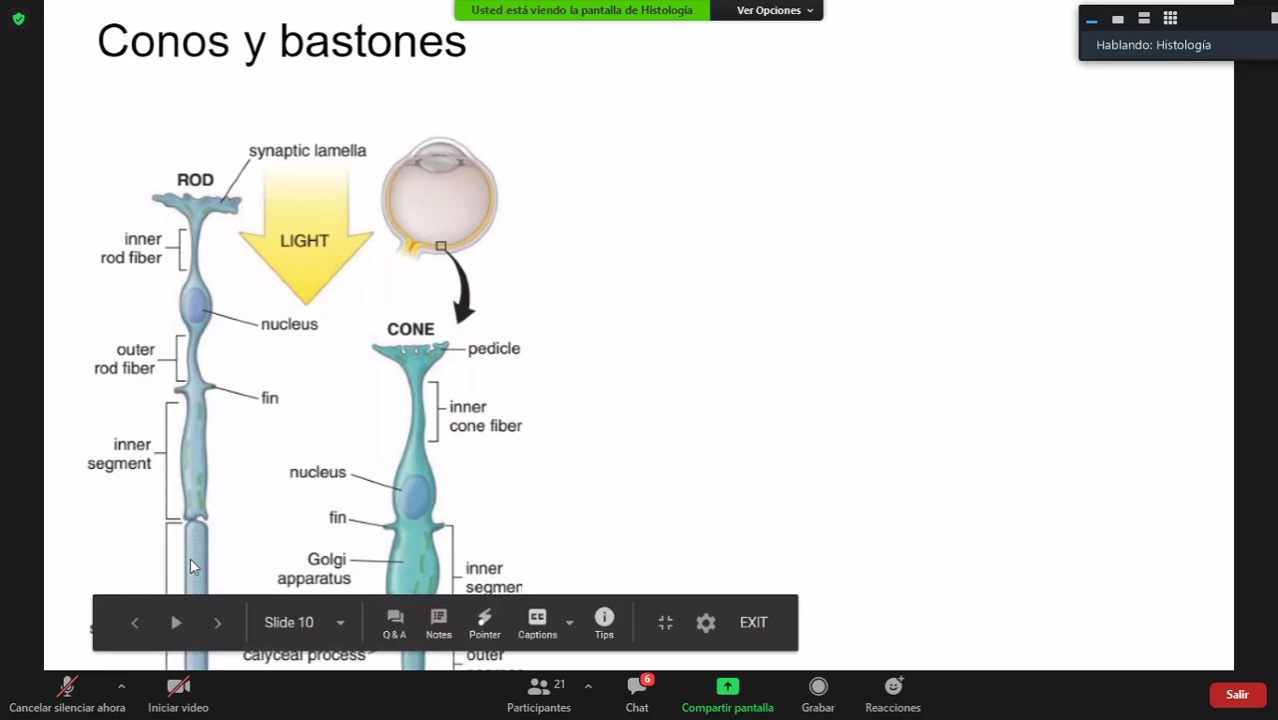 Usted está viendo la pantalla de Histología
Ver Opciones
Hablando: Histología
Conos y bastones
synaptic lamella
ROD
LIGHT
inner
rod fiber
nucleus
outer
rod fiber
fin
inner
segment
CONE
pedicle
inner
cone fiber
nucleus
fin
Golgi
apparatus
inner
segmen
calyceal process
outer
Slide 10
Q & A
Notes
Pointer
CC
Captions
Tips
EXIT
Cancelar silenciar ahora
Iniciar video
21
Participantes
6
Chat
Compartir pantalla
Grabar
Reacciones
Salir